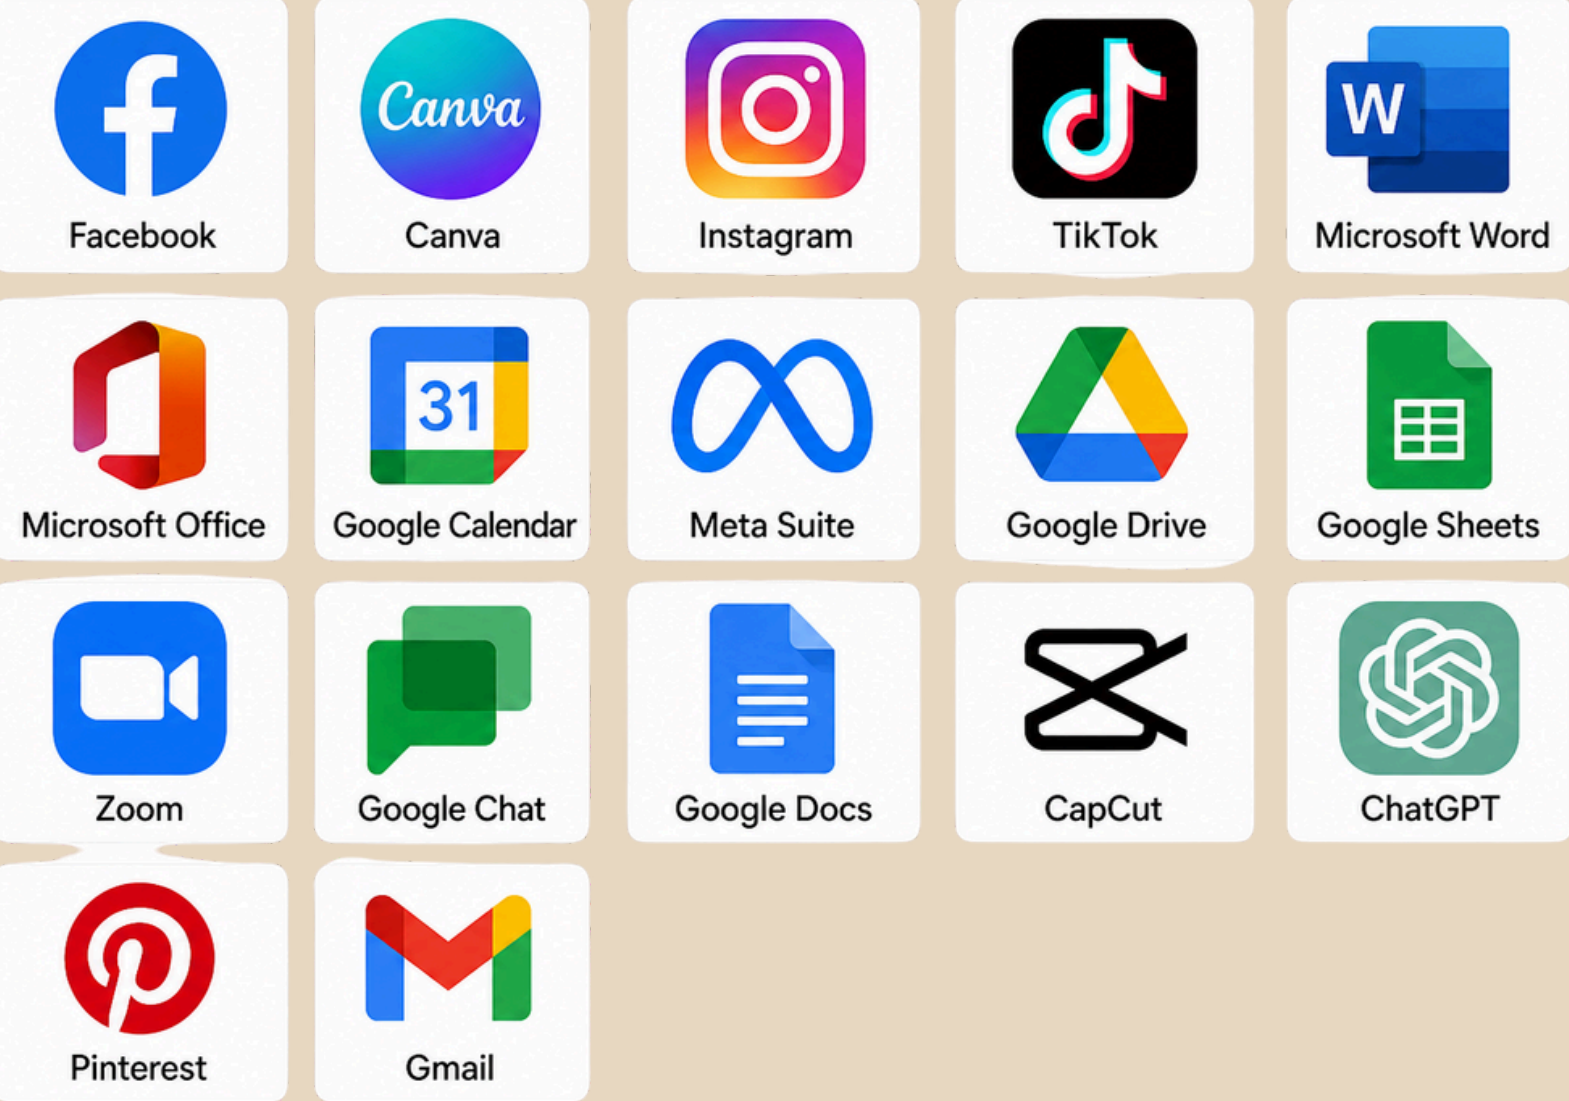 f
Canva
Facebook
Canva
Instagram
TikTok
W
Microsoft Word
Microsoft Office
31
Google Calendar
Meta Suite
Google Drive
Google Sheets
Zoom
Google Chat
Google Docs
CapCut
ChatGPT
Pinterest
Gmail